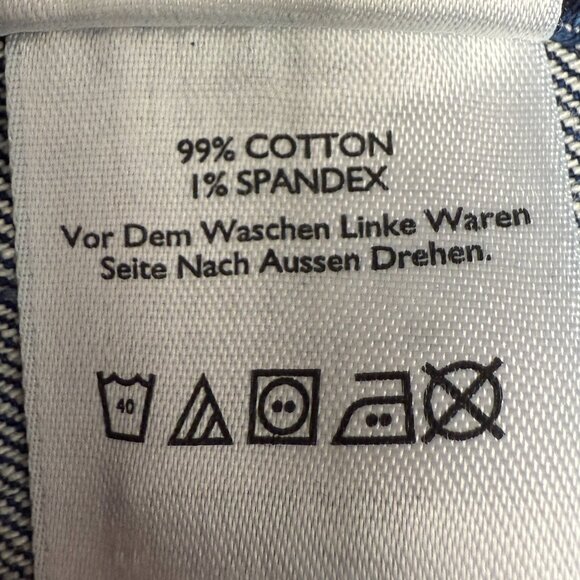 99% COTTON
1% SPANDEX
Vor Dem Waschen Linke Waren
Seite Nach Aussen Drehen.
40